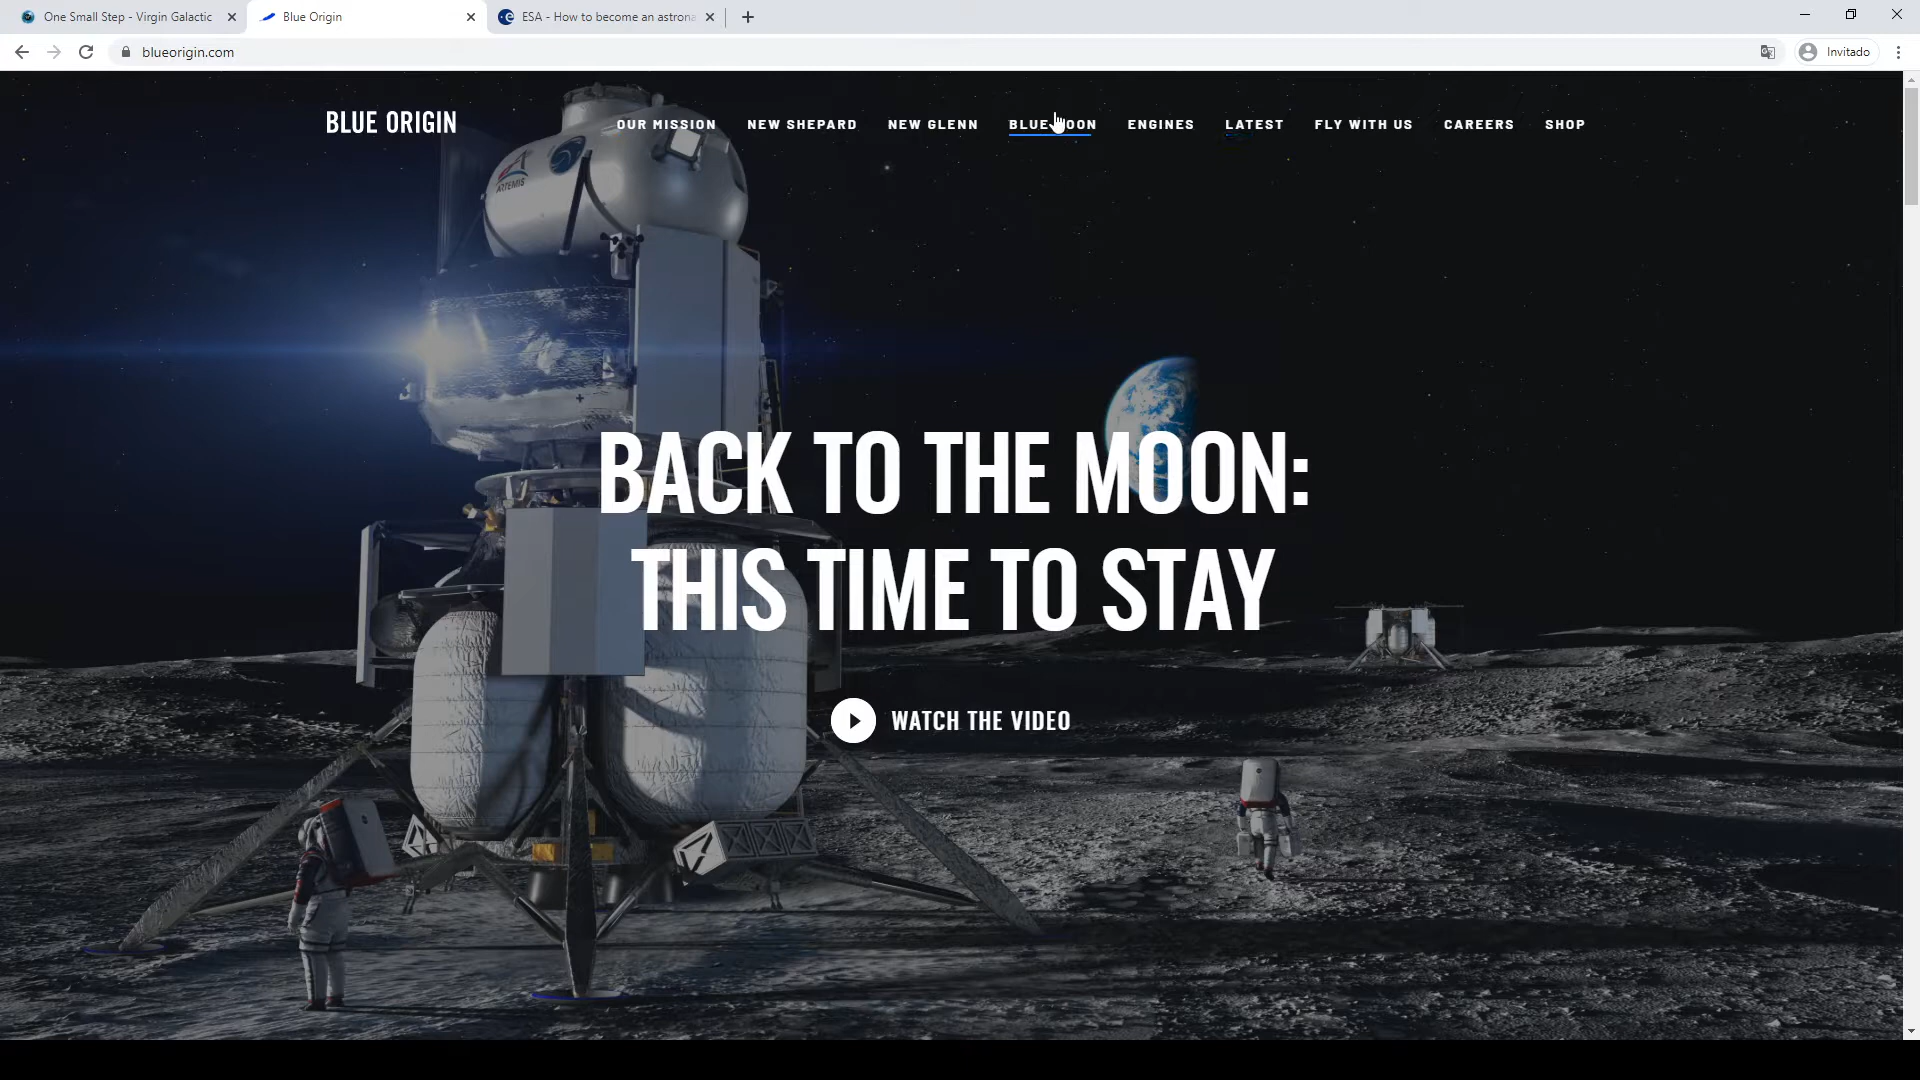 One Small Step - Virgin Galactic
Blue Origin
ESA - How to become an astrona
blueorigin.com
Invitado
BLUE ORIGIN
OUR MISSION
NEW SHEPARD
NEW GLENN
BLUE MOON
ENGINES
LATEST
FLY WITH US
CAREERS
SHOP
ARTEMIS
BACK TO THE MOON:
THIS TIME TO STAY
WATCH THE VIDEO